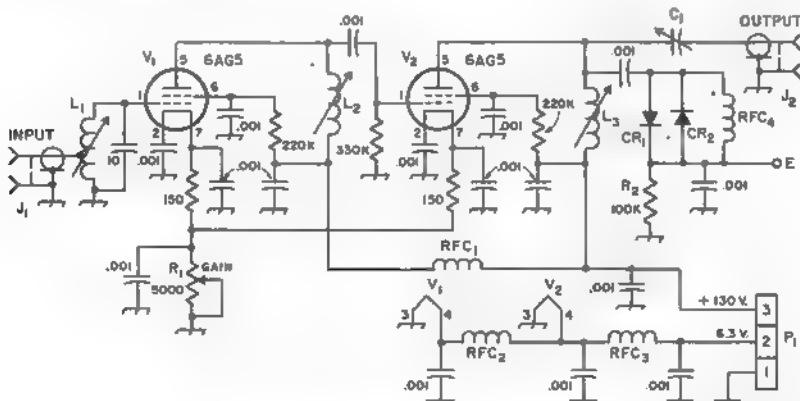 .001
C₁
OUTPUT
V₁
6AG5
V₂
6AG5
5
5
.001
J₂
L₁
1
6
L₂
1
6
220K
L₃
RFC₄
INPUT
2
7
.001
2
7
.001
CR₁
CR₂
10
.001
220K
330K
.001
E
J₁
.001
.001
R₂
100K
.001
150
150
RFC₁
.001
R₁
GAIN
5000
V₁
V₂
.001
+130 V.
3
3
4
3
4
6.3 V.
2
P₁
RFC₂
RFC₃
1
.001
.001
.001